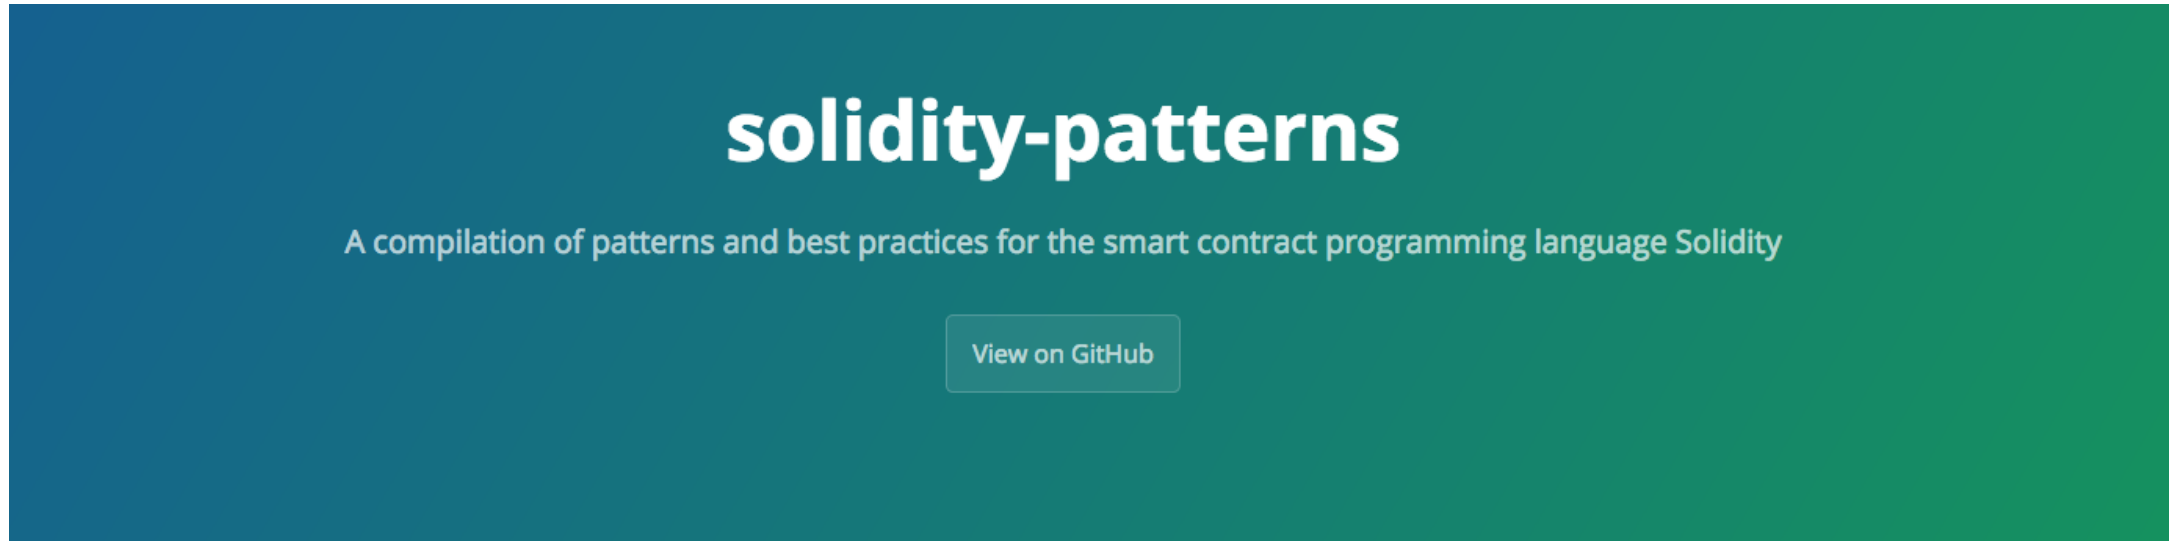 solidity-patterns
A compilation of patterns and best practices for the smart contract programming language Solidity
View on GitHub